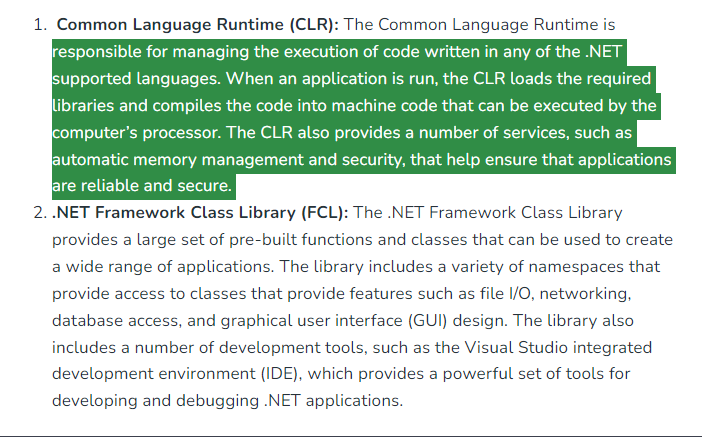 1. Common Language Runtime (CLR): The Common Language Runtime is
responsible for managing the execution of code written in any of the .NET
supported languages. When an application is run, the CLR loads the required
libraries and compiles the code into machine code that can be executed by the
computer's processor. The CLR also provides a number of services, such as
automatic memory management and security, that help ensure that applications
are reliable and secure.
2. .NET Framework Class Library (FCL): The .NET Framework Class Library
provides a large set of pre-built functions and classes that can be used to create
a wide range of applications. The library includes a variety of namespaces that
provide access to classes that provide features such as file I/O, networking,
database access, and graphical user interface (GUI) design. The library also
includes a number of development tools, such as the Visual Studio integrated
development environment (IDE), which provides a powerful set of tools for
developing and debugging .NET applications.